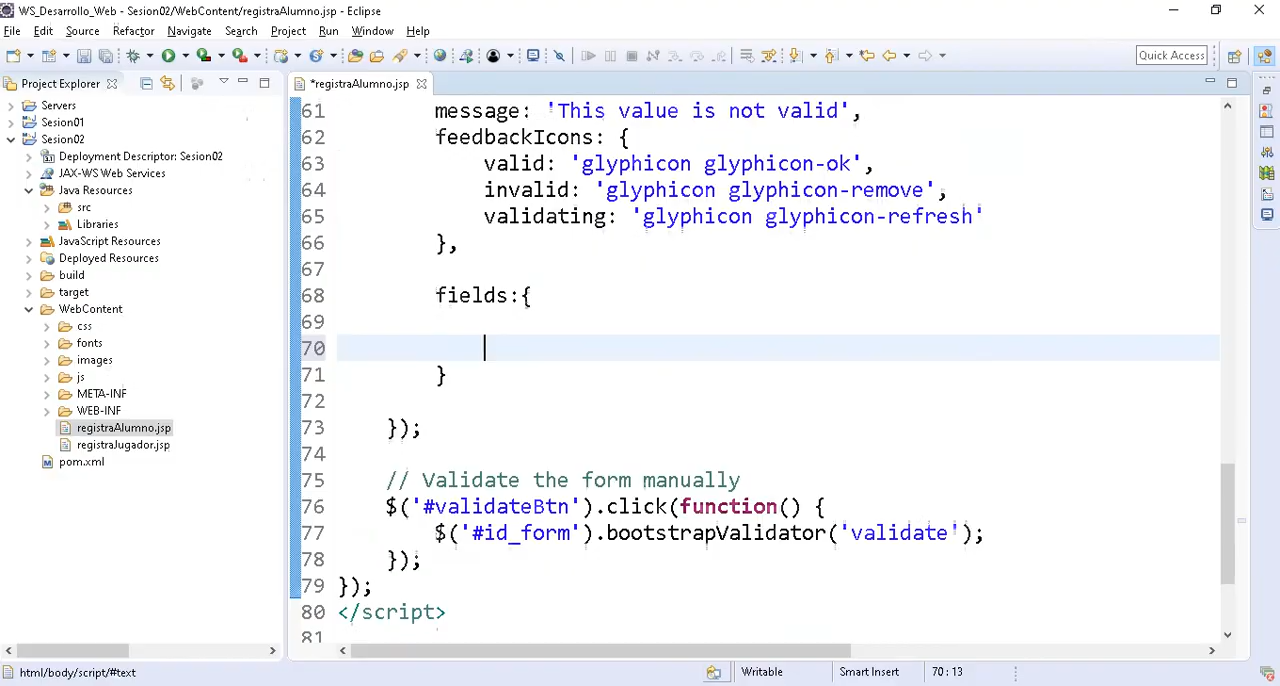 WS_Desarrollo_Web - Sesion02/WebContent/registraAlumno.jsp - Eclipse
File Edit Source Refactor Navigate Search Project Run Window Help
Quick Access
Project Explorer
*registraAlumno.jsp
Servers
Sesion01
Sesion02
Deployment Descriptor: Sesion02
JAX-WS Web Services
Java Resources
src
Libraries
JavaScript Resources
Deployed Resources
build
target
WebContent
css
fonts
images
js
META-INF
WEB-INF
registraAlumno.jsp
registraJugador.jsp
pom.xml
61 message: 'This value is not valid',
62 feedbackIcons: {
63 valid: 'glyphicon glyphicon-ok',
64 invalid: 'glyphicon glyphicon-remove',
65 validating: 'glyphicon glyphicon-refresh'
66 },
67
68 fields:{
69
70
71 }
72
73 });
74
75 // Validate the form manually
76 $('#validateBtn').click(function() {
77 $('#id_form').bootstrapValidator('validate');
78 });
79 });
80 </script>
81
html/body/script/#text
Writable
Smart Insert
70 : 13